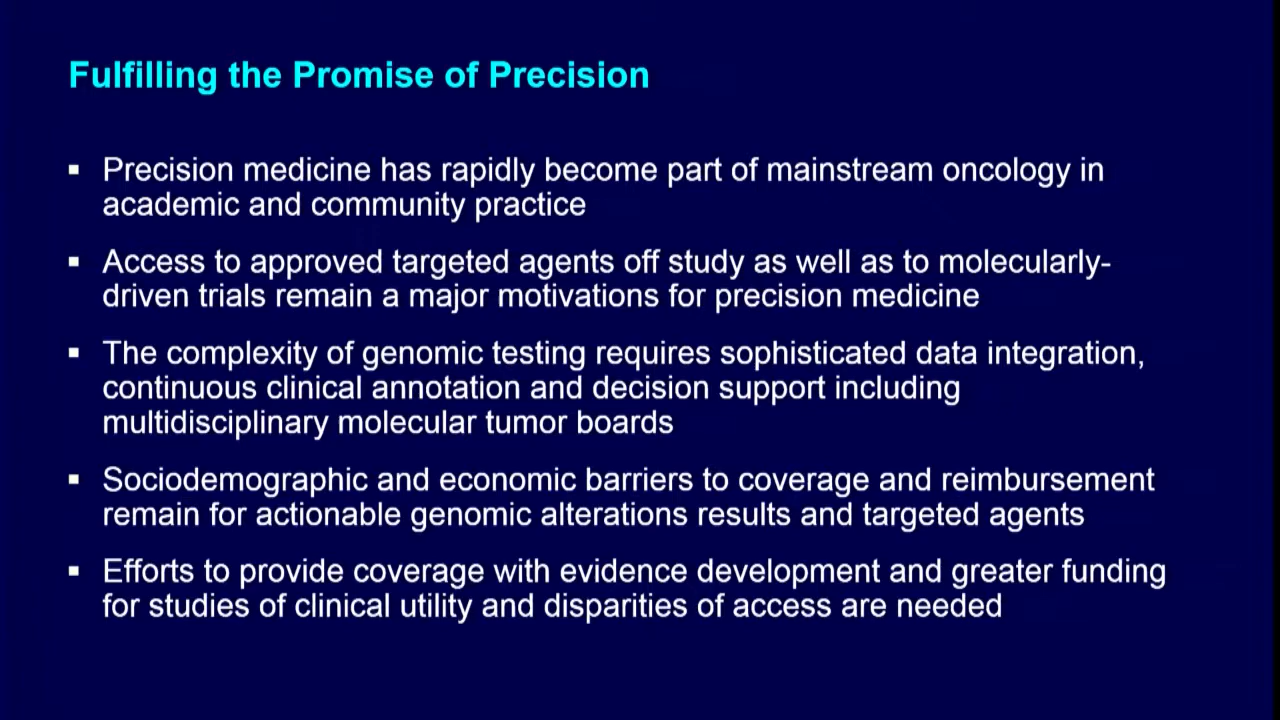 Fulfilling the Promise of Precision
▪ Precision medicine has rapidly become part of mainstream oncology in
academic and community practice
▪ Access to approved targeted agents off study as well as to molecularly-
driven trials remain a major motivations for precision medicine
▪ The complexity of genomic testing requires sophisticated data integration,
continuous clinical annotation and decision support including
multidisciplinary molecular tumor boards
▪ Sociodemographic and economic barriers to coverage and reimbursement
remain for actionable genomic alterations results and targeted agents
▪ Efforts to provide coverage with evidence development and greater funding
for studies of clinical utility and disparities of access are needed